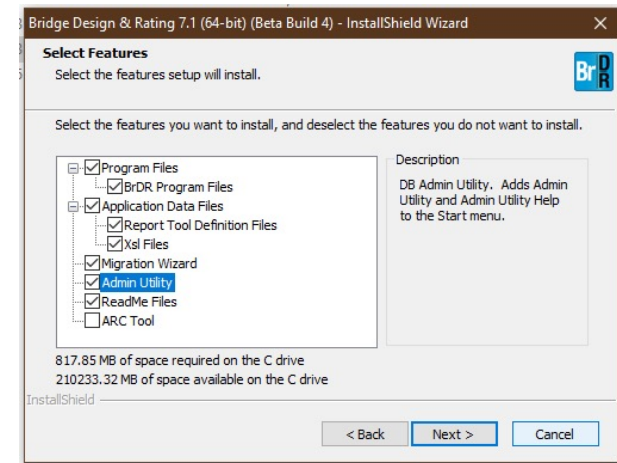 Bridge Design & Rating 7.1 (64-bit) (Beta Build 4) - InstallShield Wizard
Select Features
Select the features setup will install.
BrDR
Select the features you want to install, and deselect the features you do not want to install.
Program Files
BrDR Program Files
Application Data Files
Report Tool Definition Files
Xsl Files
Migration Wizard
Admin Utility
ReadMe Files
ARC Tool
Description
DB Admin Utility. Adds Admin
Utility and Admin Utility Help
to the Start menu.
817.85 MB of space required on the C drive
210233.32 MB of space available on the C drive
InstallShield
< Back
Next >
Cancel